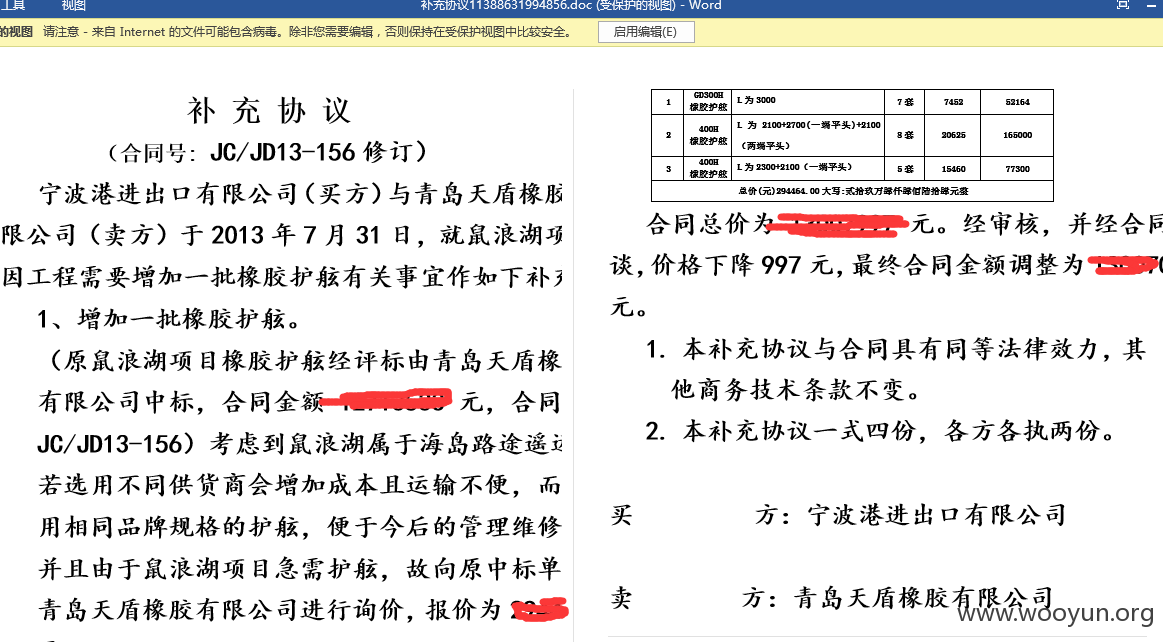 工具 视图 补充协议11388631994856.doc (受保护的视图) - Word
的视图 请注意 - 来自 Internet 的文件可能包含病毒。除非您需要编辑，否则保持在受保护视图中比较安全。 启用编辑(E)
补 充 协 议
（合同号：JC/JD13-156 修订）
宁波港进出口有限公司(买方)与青岛天盾橡胶
限公司（卖方）于 2013 年 7 月 31 日，就鼠浪湖项
因工程需要增加一批橡胶护舷有关事宜作如下补充
1、增加一批橡胶护舷。
（原鼠浪湖项目橡胶护舷经评标由青岛天盾橡
有限公司中标，合同金额 元，合同
JC/JD13-156）考虑到鼠浪湖属于海岛路途遥远
若选用不同供货商会增加成本且运输不便，而
用相同品牌规格的护舷，便于今后的管理维修
并且由于鼠浪湖项目急需护舷，故向原中标单
青岛天盾橡胶有限公司进行询价，报价为
1 GD300H 橡胶护舷 L 为 3000 7 套 7452 52164
2 400H 橡胶护舷 L 为 2100+2700(一端平头)+2100 (两端平头) 8 套 20625 165000
3 400H 橡胶护舷 L 为 2300+2100 (一端平头) 5 套 15460 77300
总价(元)294464.00 大写:贰拾玖万肆仟肆佰陆拾肆元整
合同总价为 元。经审核，并经合同
谈,价格下降 997 元,最终合同金额调整为
元。
1. 本补充协议与合同具有同等法律效力，其
他商务技术条款不变。
2. 本补充协议一式四份，各方各执两份。
买 方：宁波港进出口有限公司
卖 方：青岛天盾橡胶有限公司
www.wooyun.org